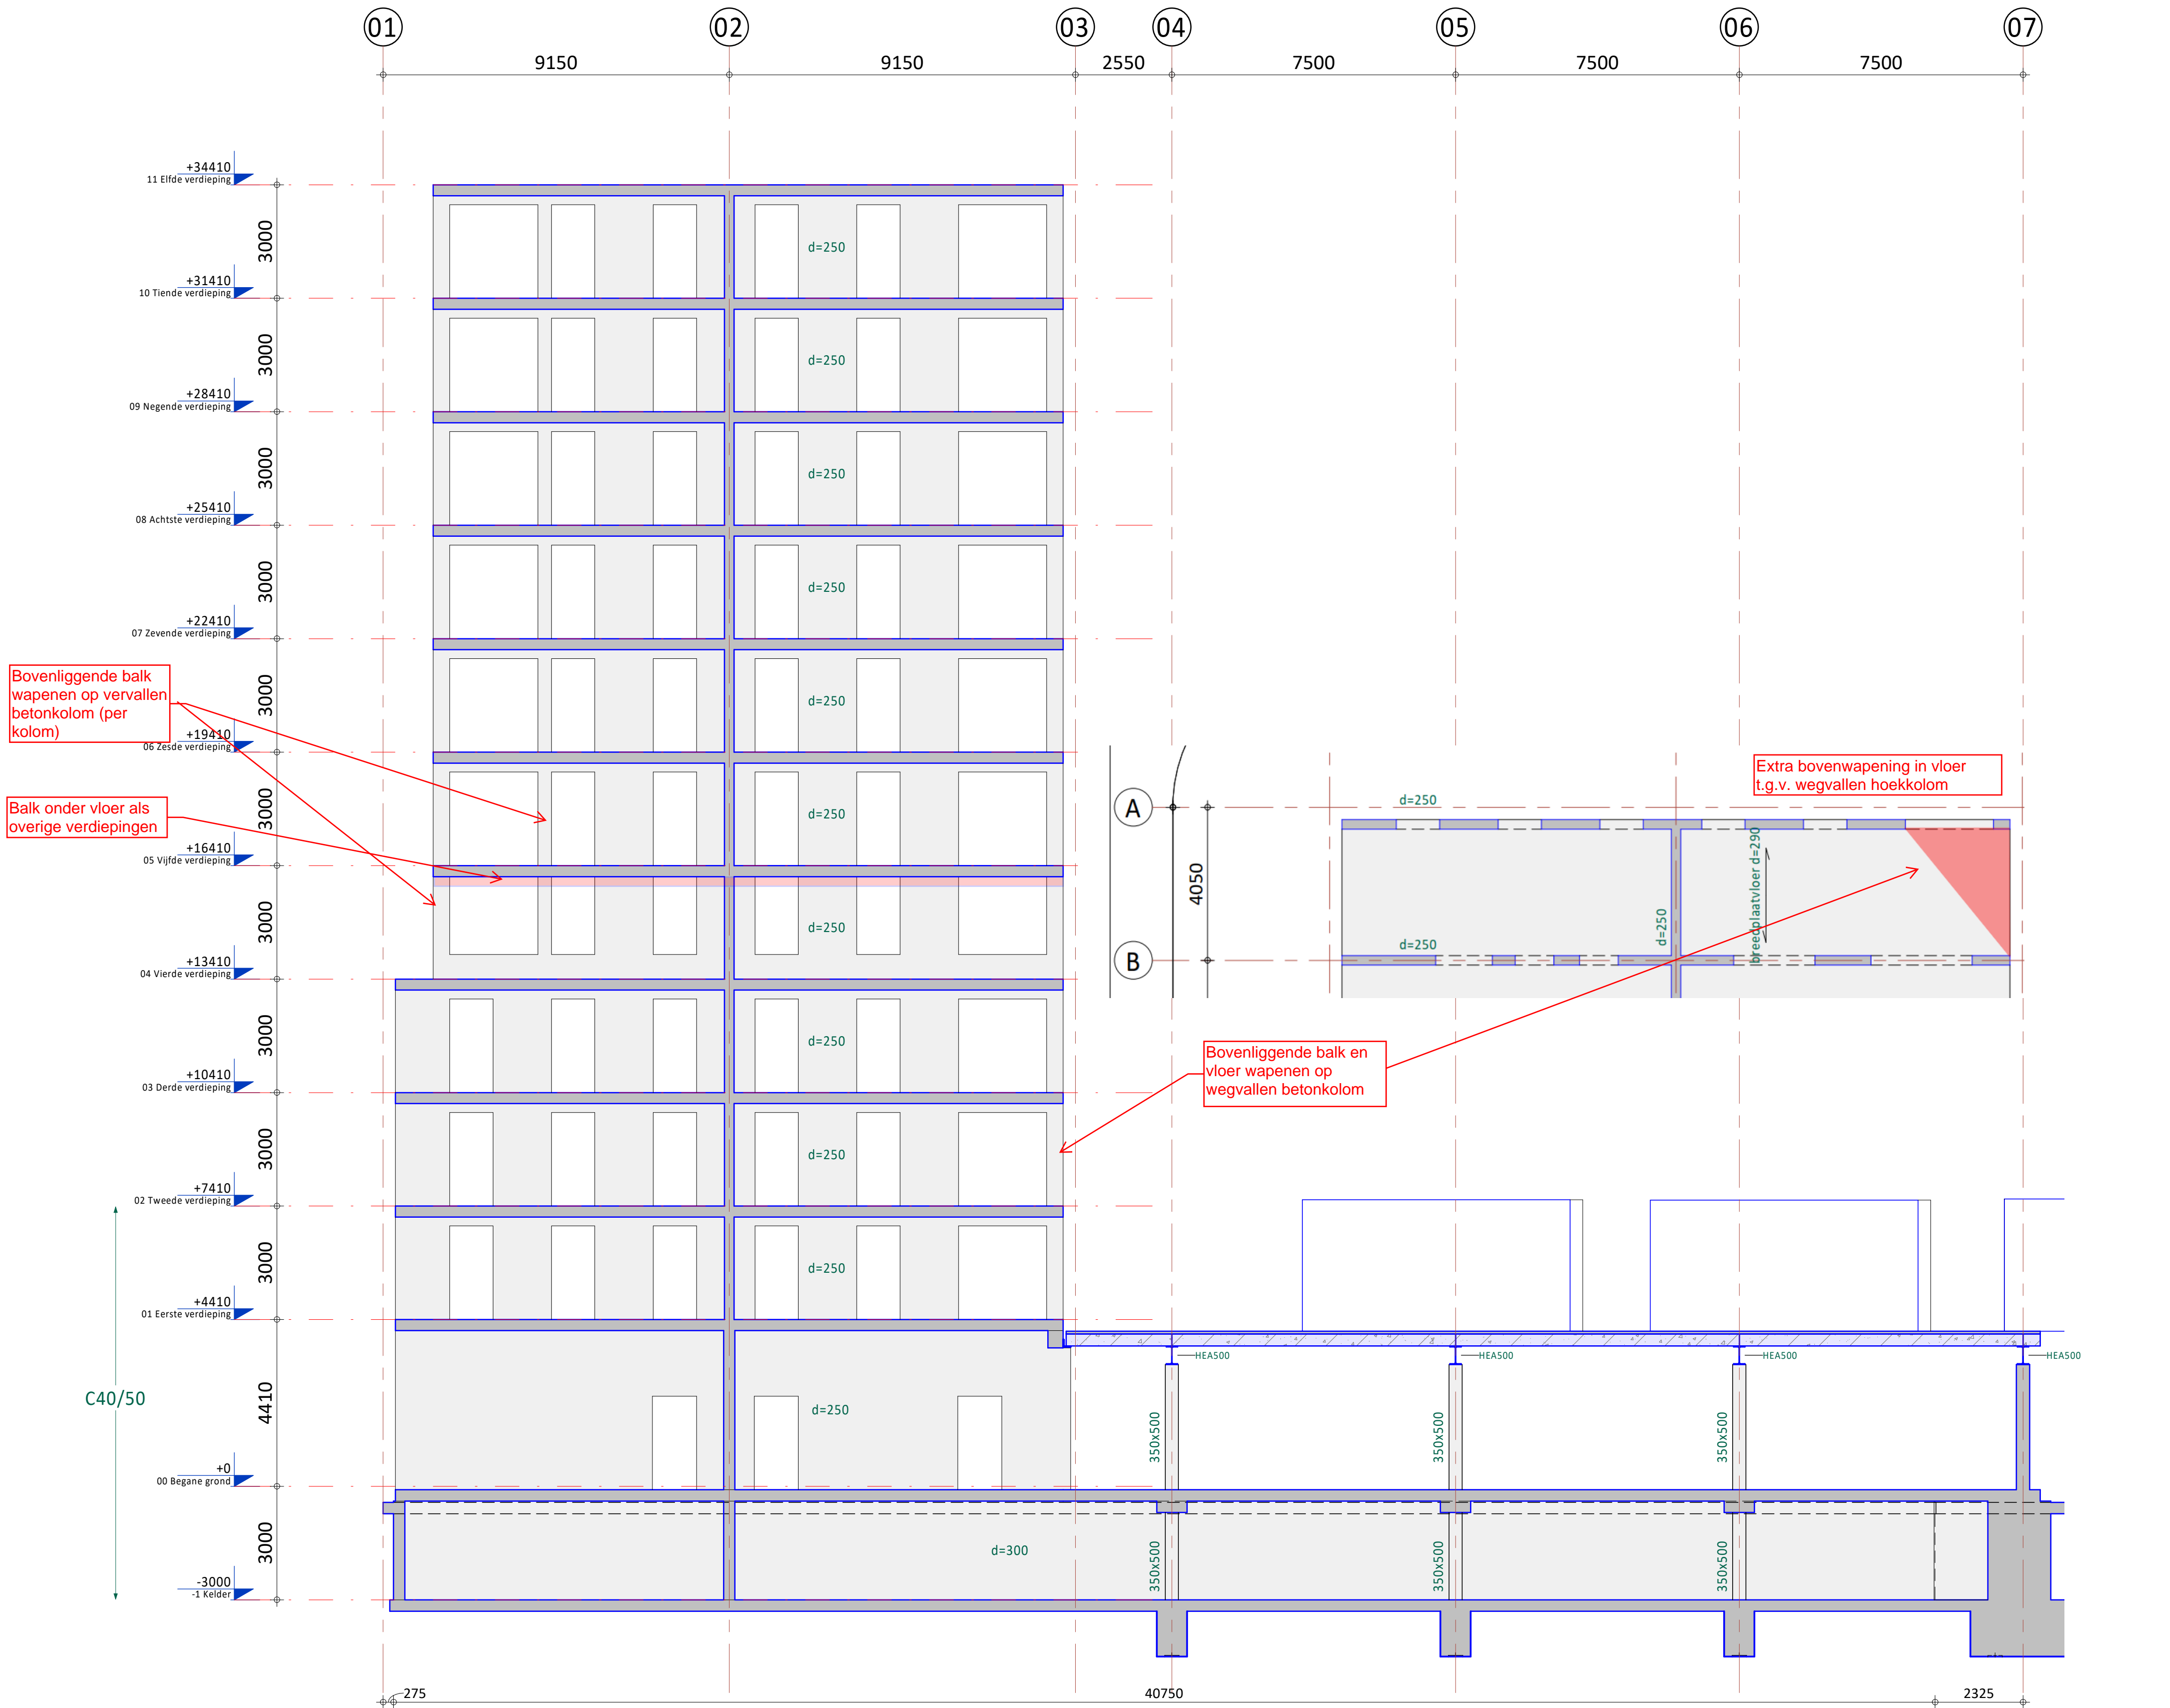 01
02
03
04
05
06
07
9150
9150
2550
7500
7500
7500
+34410
11 Elfde verdieping
3000
d=250
+31410
10 Tiende verdieping
3000
d=250
+28410
09 Negende verdieping
3000
d=250
+25410
08 Achtste verdieping
3000
d=250
+22410
07 Zevende verdieping
3000
d=250
Bovenliggende balk
wapenen op vervallen
betonkolom (per
kolom)
+19410
06 Zesde verdieping
3000
d=250
Balk onder vloer als
overige verdiepingen
+16410
05 Vijfde verdieping
3000
d=250
+13410
04 Vierde verdieping
3000
d=250
+10410
03 Derde verdieping
3000
d=250
+7410
02 Tweede verdieping
3000
d=250
+4410
01 Eerste verdieping
4410
d=250
C40/50
+0
00 Begane grond
3000
d=300
-3000
-1 Kelder
Extra bovenwapening in vloer
t.g.v. wegvallen hoekkolom
A
4050
B
d=250
d=250
d=250
breedplaatvloer d=290
Bovenliggende balk en
vloer wapenen op
wegvallen betonkolom
HEA500
HEA500
HEA500
HEA500
350x500
350x500
350x500
350x500
350x500
350x500
275
40750
2325